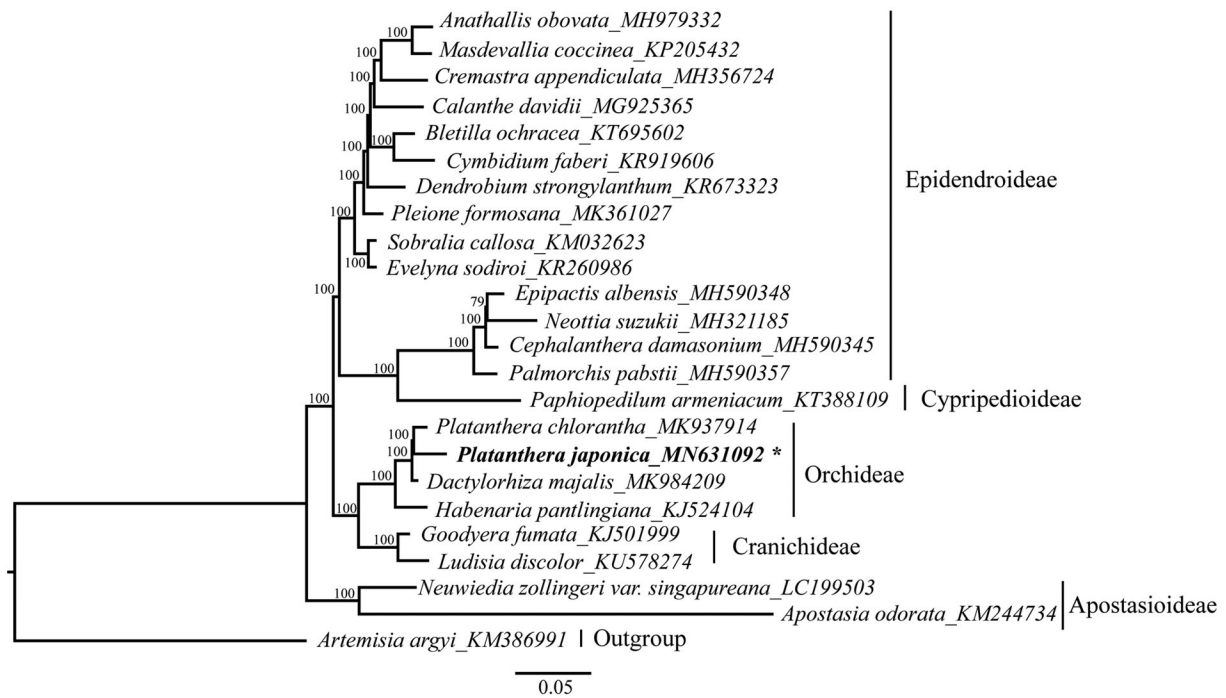 Anathallis obovata_MH979332
100
Masdevallia coccinea_KP205432
100
Cremastra appendiculata_MH356724
100
Calanthe davidii_MG925365
100
Bletilla ochracea_KT695602
100
Cymbidium faberi_KR919606
100
Epidendroideae
Dendrobium strongylanthum_KR673323
100
Pleione formosana_MK361027
100
Sobralia callosa_KM032623
100
Evelyna sodiroi_KR260986
100
Epipactis albensis_MH590348
79
Neottia suzukii_MH321185
100
Cephalanthera damasonium_MH590345
100
Palmorchis pabstii_MH590357
100
Paphiopedilum armeniacum_KT388109
Cypripedioideae
100
Platanthera chlorantha_MK937914
100
Platanthera japonica_MN631092 *
100
Orchideae
Dactylorhiza majalis_MK984209
100
Habenaria pantlingiana_KJ524104
100
Goodyera fumata_KJ501999
100
Cranichideae
Ludisia discolor_KU578274
Neuwiedia zollingeri var. singapureana_LC199503
100
Apostasioideae
Apostasia odorata_KM244734
Artemisia argyi_KM386991
Outgroup
0.05